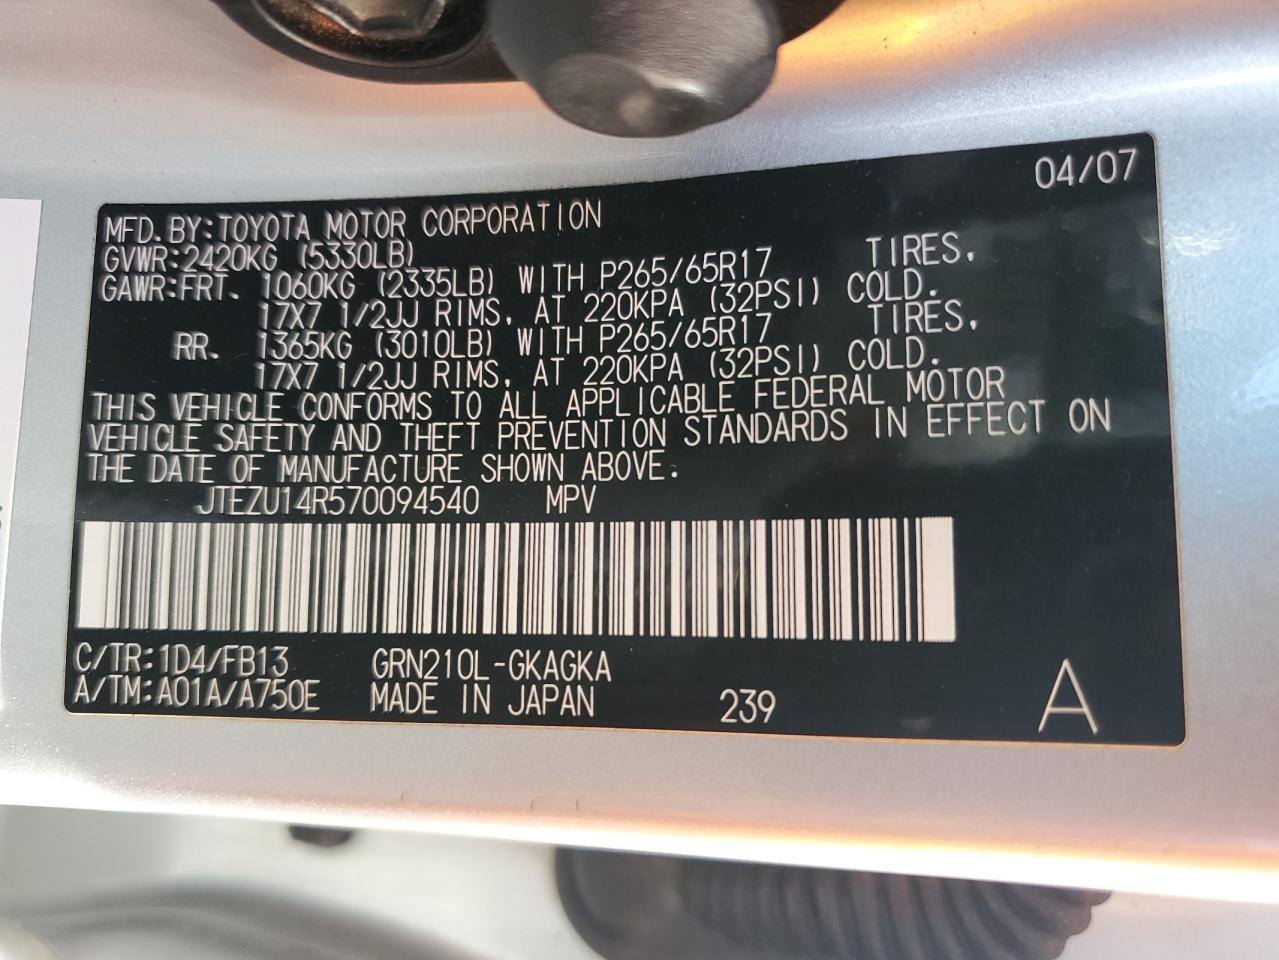 04/07
MFD. BY: TOYOTA MOTOR CORPORATION
GVWR: 2420KG (5330LB)
GAWR: FRT. 1060KG (2335LB) WITH P265/65R17 TIRES,
17X7 1/2JJ RIMS, AT 220KPA (32PSI) COLD.
RR. 1365KG (3010LB) WITH P265/65R17 TIRES,
17X7 1/2JJ RIMS, AT 220KPA (32PSI) COLD.
THIS VEHICLE CONFORMS TO ALL APPLICABLE FEDERAL MOTOR
VEHICLE SAFETY AND THEFT PREVENTION STANDARDS IN EFFECT ON
THE DATE OF MANUFACTURE SHOWN ABOVE.
JTEZU14R570094540 MPV
C/TR: 1D4/FB13 GRN210L-GKAGKA
A/TM: A01A/A750E MADE IN JAPAN 239 A